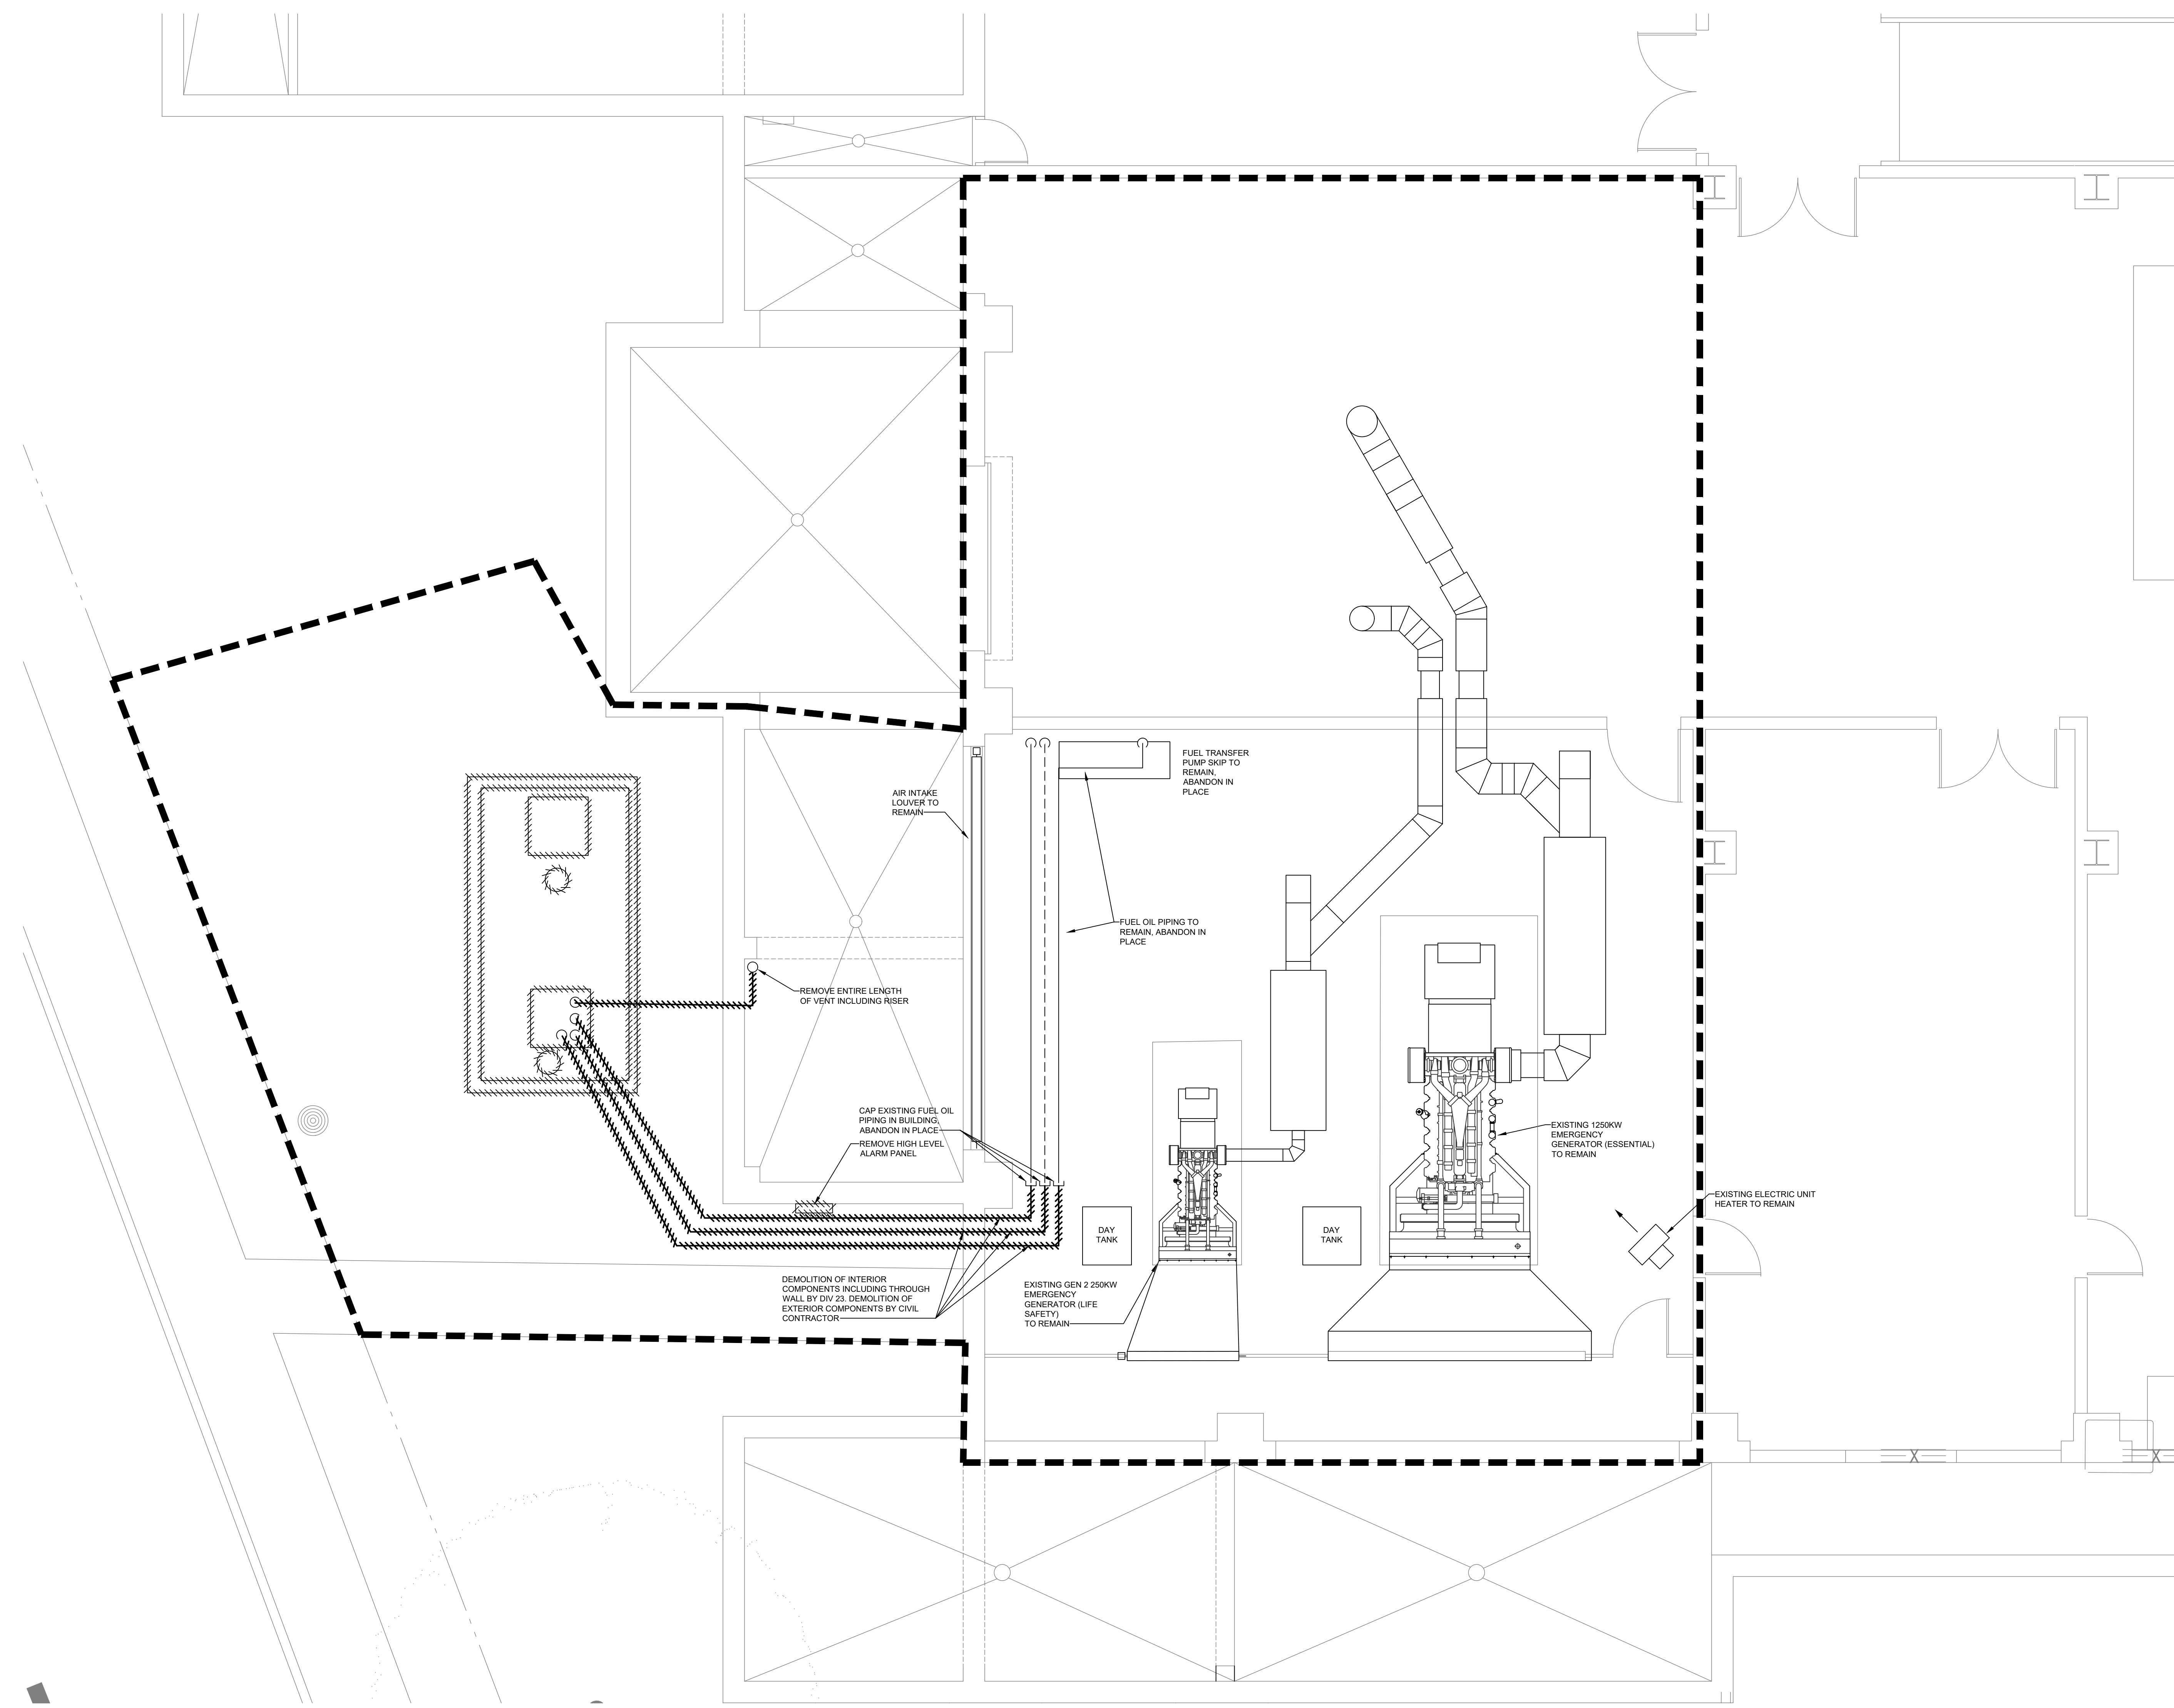 FUEL TRANSFER
PUMP SKIP TO
REMAIN,
ABANDON IN
PLACE
AIR INTAKE
LOUVER TO
REMAIN
FUEL OIL PIPING TO
REMAIN, ABANDON IN
PLACE
REMOVE ENTIRE LENGTH
OF VENT INCLUDING RISER
CAP EXISTING FUEL OIL
PIPING IN BUILDING,
ABANDON IN PLACE
REMOVE HIGH LEVEL
ALARM PANEL
EXISTING 1250KW
EMERGENCY
GENERATOR (ESSENTIAL)
TO REMAIN
EXISTING ELECTRIC UNIT
HEATER TO REMAIN
DAY
TANK
DAY
TANK
DEMOLITION OF INTERIOR
COMPONENTS INCLUDING THROUGH
WALL BY DIV 23. DEMOLITION OF
EXTERIOR COMPONENTS BY CIVIL
CONTRACTOR
EXISTING GEN 2 250KW
EMERGENCY
GENERATOR (LIFE
SAFETY)
TO REMAIN